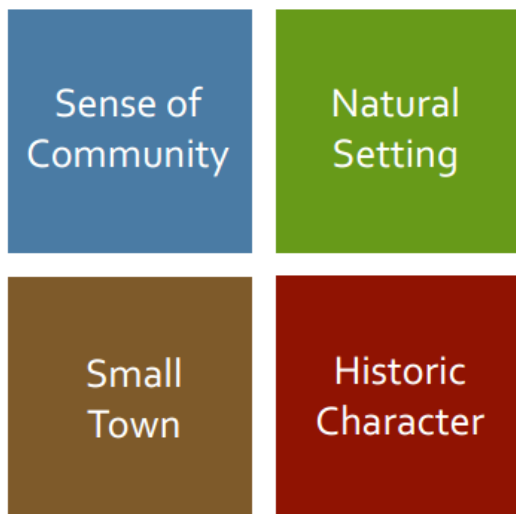 Sense of
Community
Natural
Setting
Small
Town
Historic
Character